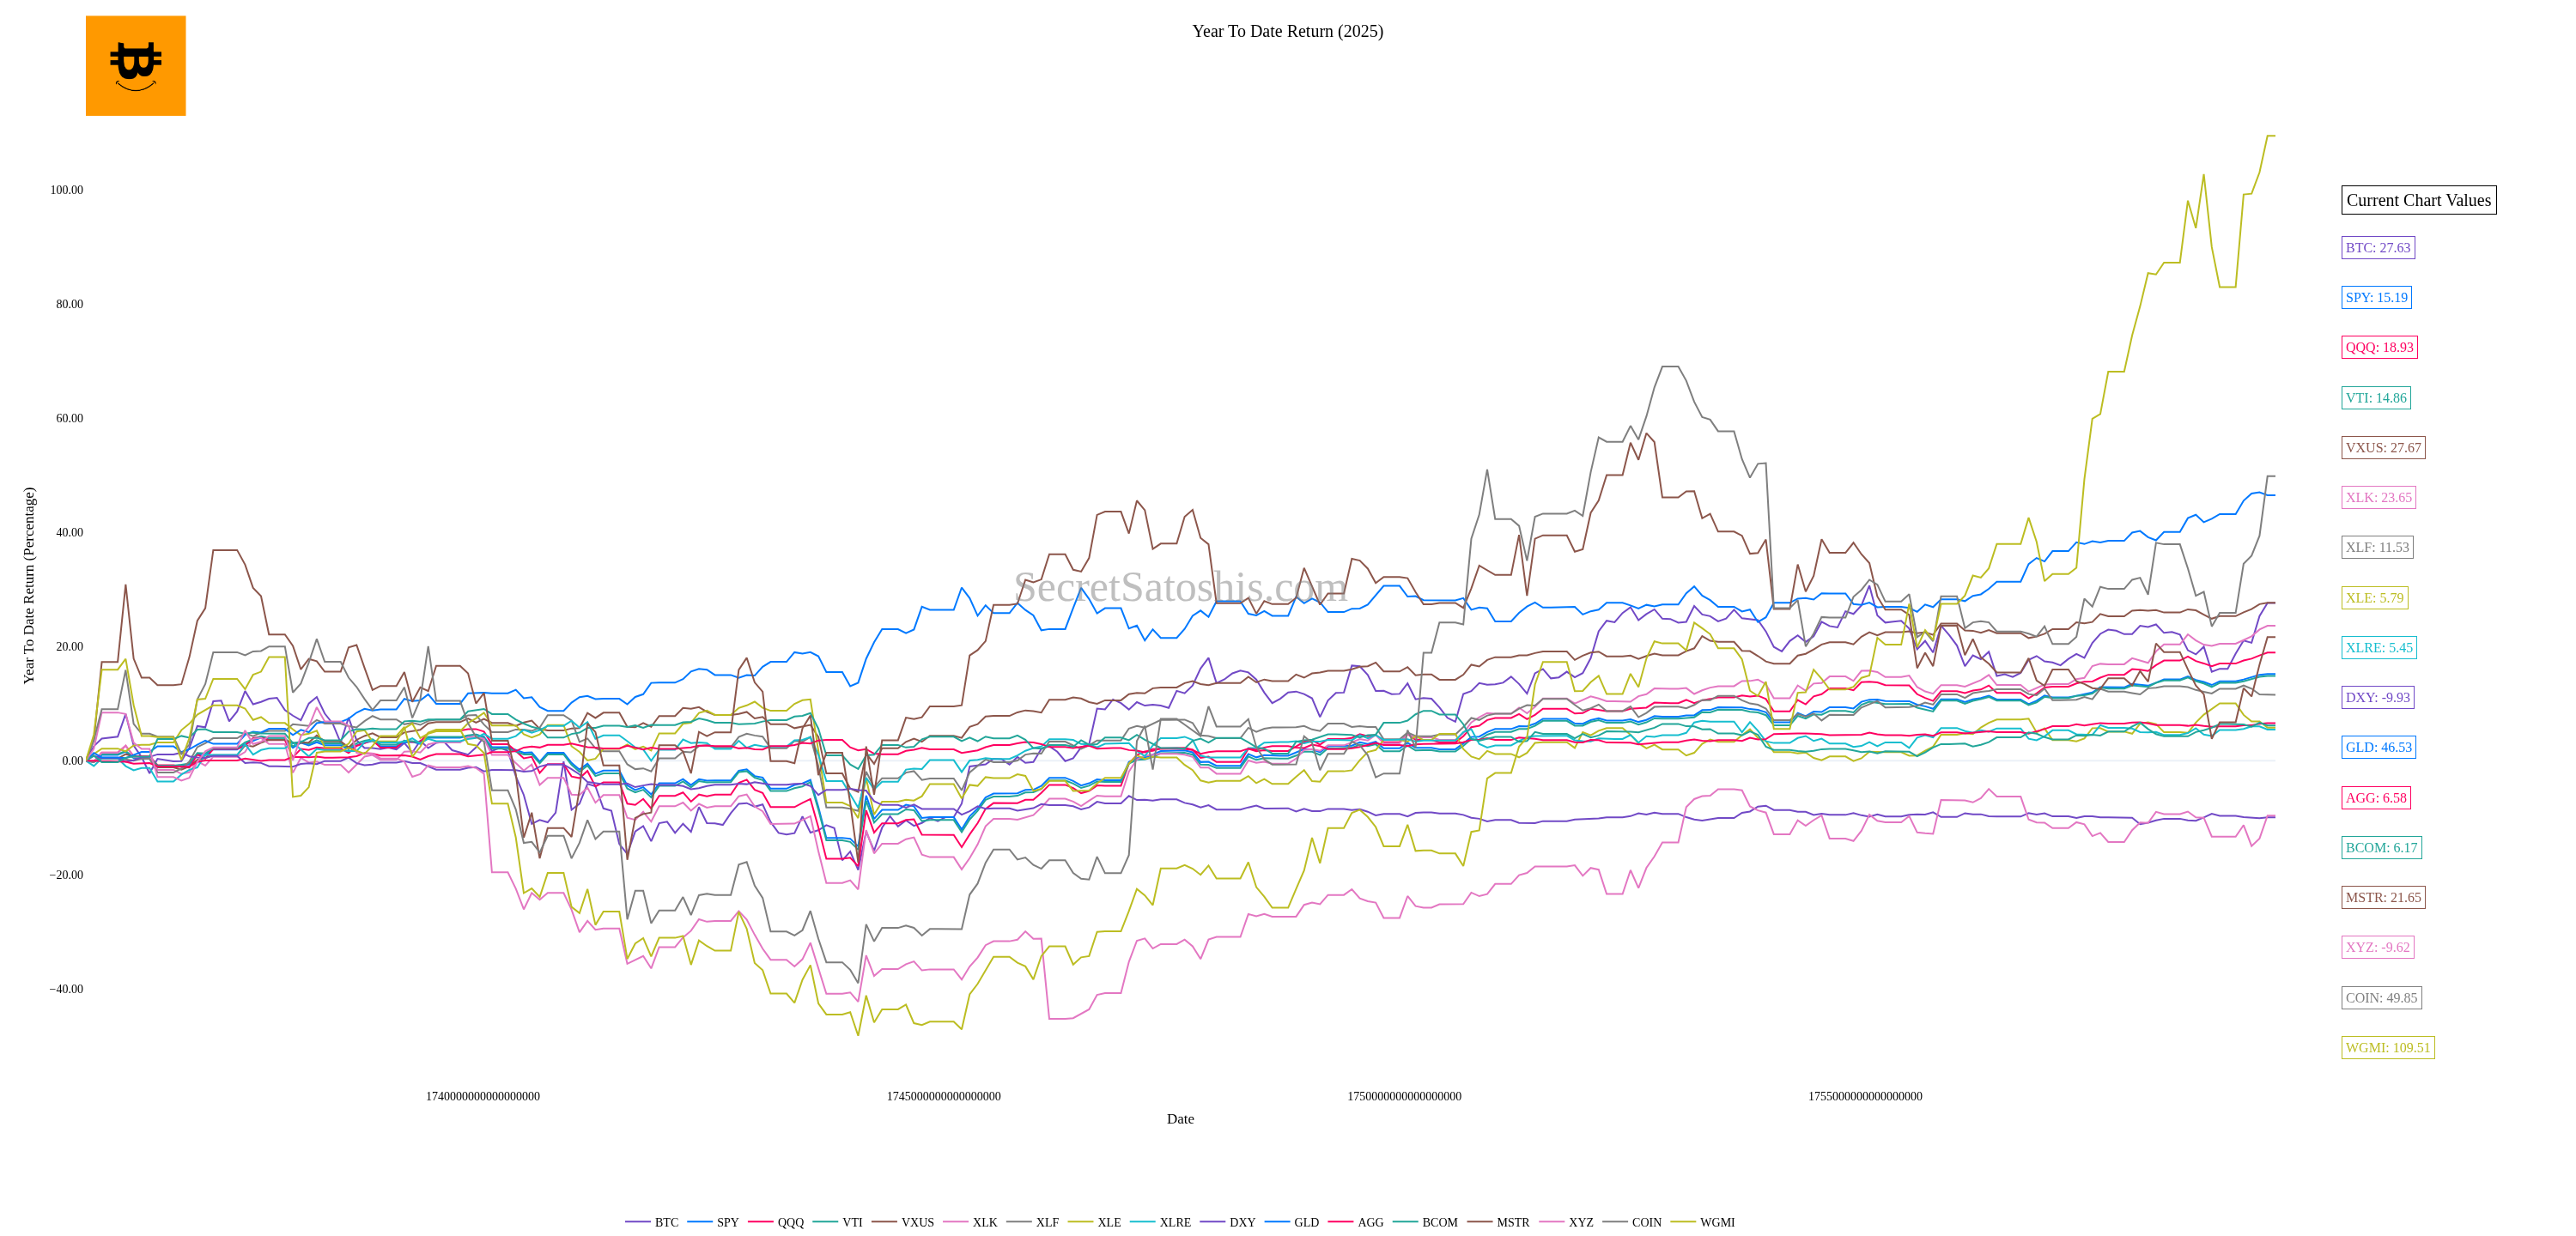 Year To Date Return (2025)
100.00
80.00
60.00
40.00
20.00
0.00
−20.00
−40.00
Year To Date Return (Percentage)
SecretSatoshis.com
1740000000000000000
1745000000000000000
1750000000000000000
1755000000000000000
Date
Current Chart Values
BTC: 27.63
SPY: 15.19
QQQ: 18.93
VTI: 14.86
VXUS: 27.67
XLK: 23.65
XLF: 11.53
XLE: 5.79
XLRE: 5.45
DXY: -9.93
GLD: 46.53
AGG: 6.58
BCOM: 6.17
MSTR: 21.65
XYZ: -9.62
COIN: 49.85
WGMI: 109.51
BTC SPY QQQ VTI VXUS XLK XLF XLE XLRE DXY GLD AGG BCOM MSTR XYZ COIN WGMI